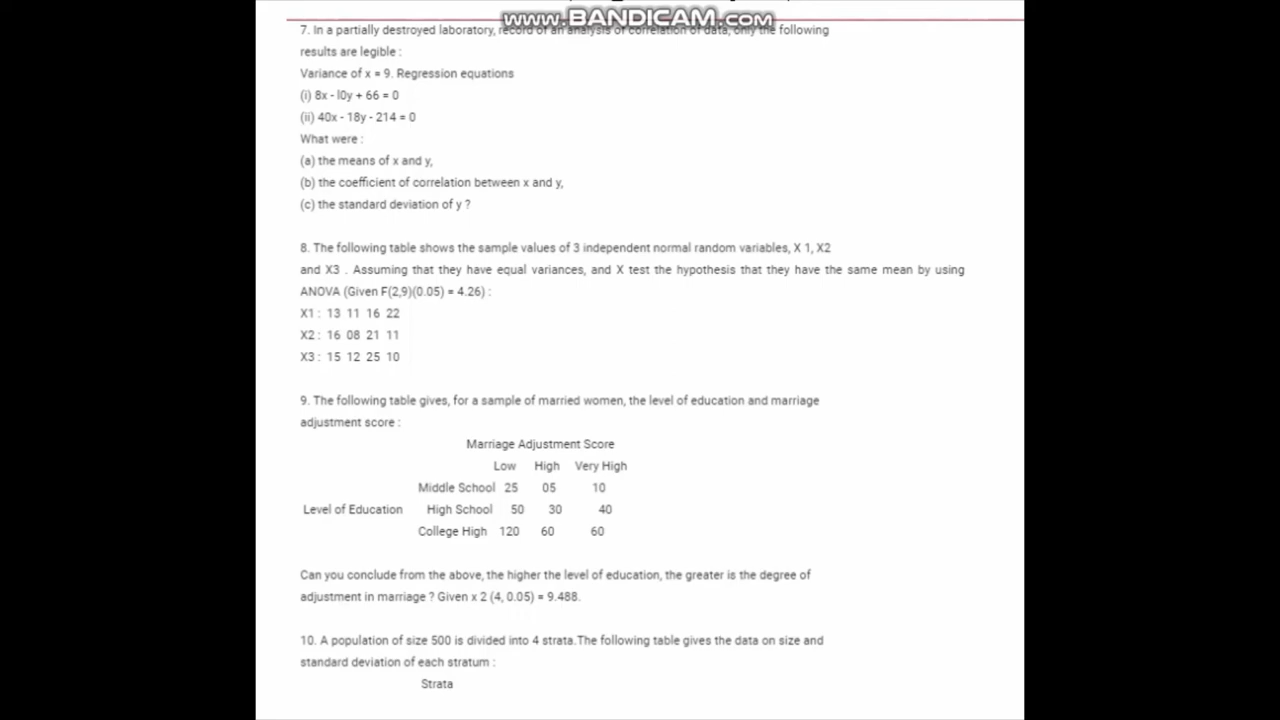 www.BANDICAM.com
7. In a partially destroyed laboratory, record of an analysis of correlation of data, only the following
results are legible :
Variance of x = 9. Regression equations
(i) 8x - l0y + 66 = 0
(ii) 40x - 18y - 214 = 0
What were :
(a) the means of x and y,
(b) the coefficient of correlation between x and y,
(c) the standard deviation of y ?
8. The following table shows the sample values of 3 independent normal random variables, X 1, X2
and X3 . Assuming that they have equal variances, and X test the hypothesis that they have the same mean by using
ANOVA (Given F(2,9)(0.05) = 4.26) :
X1 : 13 11 16 22
X2 : 16 08 21 11
X3 : 15 12 25 10
9. The following table gives, for a sample of married women, the level of education and marriage
adjustment score :
Marriage Adjustment Score
Low High Very High
Middle School 25 05 10
Level of Education High School 50 30 40
College High 120 60 60
Can you conclude from the above, the higher the level of education, the greater is the degree of
adjustment in marriage ? Given x 2 (4, 0.05) = 9.488.
10. A population of size 500 is divided into 4 strata.The following table gives the data on size and
standard deviation of each stratum :
Strata